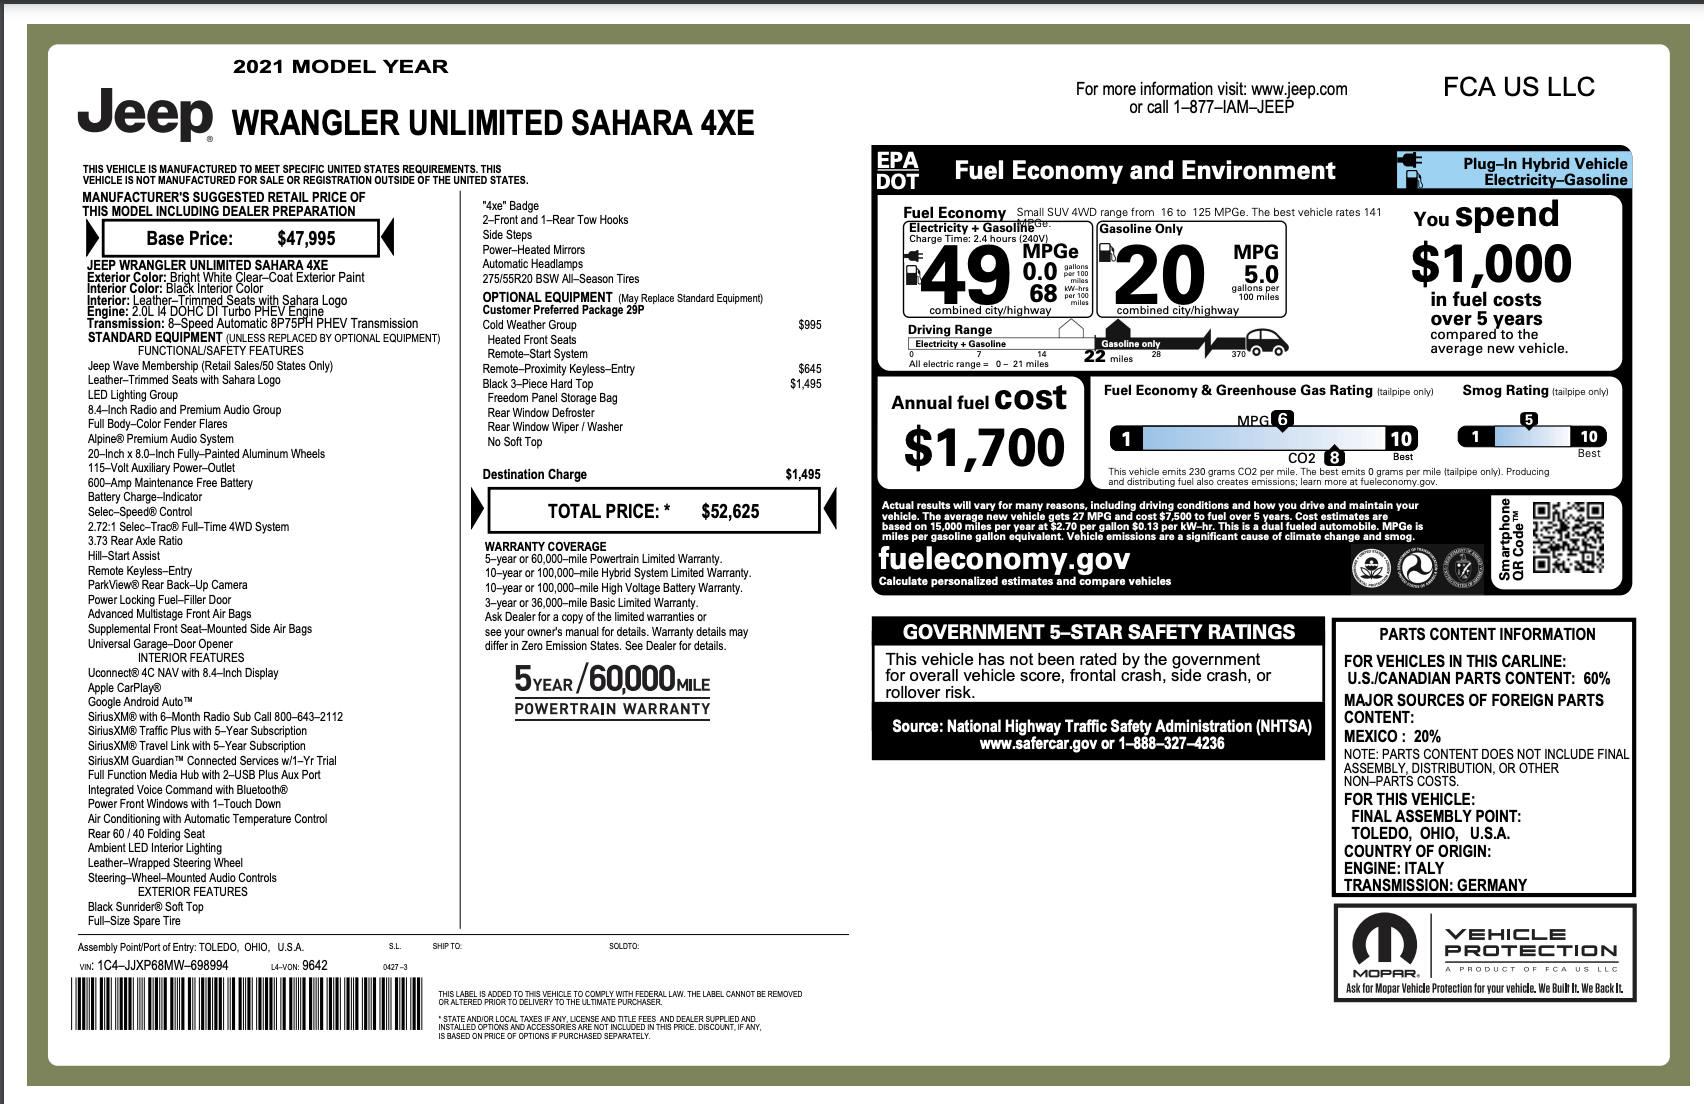 2021 MODEL YEAR
Jeep®
WRANGLER UNLIMITED SAHARA 4XE
For more information visit: www.jeep.com
or call 1–877–IAM–JEEP
FCA US LLC
THIS VEHICLE IS MANUFACTURED TO MEET SPECIFIC UNITED STATES REQUIREMENTS. THIS
VEHICLE IS NOT MANUFACTURED FOR SALE OR REGISTRATION OUTSIDE OF THE UNITED STATES.
MANUFACTURER'S SUGGESTED RETAIL PRICE OF
THIS MODEL INCLUDING DEALER PREPARATION
Base Price: $47,995
JEEP WRANGLER UNLIMITED SAHARA 4XE
Exterior Color: Bright White Clear–Coat Exterior Paint
Interior Color: Black Interior Color
Interior: Leather–Trimmed Seats with Sahara Logo
Engine: 2.0L I4 DOHC DI Turbo PHEV Engine
Transmission: 8–Speed Automatic 8P75PH PHEV Transmission
STANDARD EQUIPMENT (UNLESS REPLACED BY OPTIONAL EQUIPMENT)
FUNCTIONAL/SAFETY FEATURES
Jeep Wave Membership (Retail Sales/50 States Only)
Leather–Trimmed Seats with Sahara Logo
LED Lighting Group
8.4–Inch Radio and Premium Audio Group
Full Body–Color Fender Flares
Alpine® Premium Audio System
20–Inch x 8.0–Inch Fully–Painted Aluminum Wheels
115–Volt Auxiliary Power–Outlet
600–Amp Maintenance Free Battery
Battery Charge–Indicator
Selec–Speed® Control
2.72:1 Selec–Trac® Full–Time 4WD System
3.73 Rear Axle Ratio
Hill–Start Assist
Remote Keyless–Entry
ParkView® Rear Back–Up Camera
Power Locking Fuel–Filler Door
Advanced Multistage Front Air Bags
Supplemental Front Seat–Mounted Side Air Bags
Universal Garage–Door Opener
INTERIOR FEATURES
Uconnect® 4C NAV with 8.4–Inch Display
Apple CarPlay®
Google Android Auto™
SiriusXM® with 6–Month Radio Sub Call 800–643–2112
SiriusXM® Traffic Plus with 5–Year Subscription
SiriusXM® Travel Link with 5–Year Subscription
SiriusXM Guardian™ Connected Services w/1–Yr Trial
Full Function Media Hub with 2–USB Plus Aux Port
Integrated Voice Command with Bluetooth®
Power Front Windows with 1–Touch Down
Air Conditioning with Automatic Temperature Control
Rear 60 / 40 Folding Seat
Ambient LED Interior Lighting
Leather–Wrapped Steering Wheel
Steering–Wheel–Mounted Audio Controls
EXTERIOR FEATURES
Black Sunrider® Soft Top
Full–Size Spare Tire
"4xe" Badge
2–Front and 1–Rear Tow Hooks
Side Steps
Power–Heated Mirrors
Automatic Headlamps
275/55R20 BSW All–Season Tires
OPTIONAL EQUIPMENT (May Replace Standard Equipment)
Customer Preferred Package 29P
Cold Weather Group $995
Heated Front Seats
Remote–Start System
Remote–Proximity Keyless–Entry $645
Black 3–Piece Hard Top $1,495
Freedom Panel Storage Bag
Rear Window Defroster
Rear Window Wiper / Washer
No Soft Top
Destination Charge $1,495
TOTAL PRICE: * $52,625
WARRANTY COVERAGE
5–year or 60,000–mile Powertrain Limited Warranty.
10–year or 100,000–mile Hybrid System Limited Warranty.
10–year or 100,000–mile High Voltage Battery Warranty.
3–year or 36,000–mile Basic Limited Warranty.
Ask Dealer for a copy of the limited warranties or
see your owner's manual for details. Warranty details may
differ in Zero Emission States. See Dealer for details.
5 YEAR /60,000 MILE
POWERTRAIN WARRANTY
Assembly Point/Port of Entry: TOLEDO, OHIO, U.S.A.
S.L. SHIP TO: SOLDTO:
VIN: 1C4–JJXP68MW–698994 L4–VON: 9642 0427–3
THIS LABEL IS ADDED TO THIS VEHICLE TO COMPLY WITH FEDERAL LAW. THE LABEL CANNOT BE REMOVED
OR ALTERED PRIOR TO DELIVERY TO THE ULTIMATE PURCHASER.
* STATE AND/OR LOCAL TAXES IF ANY, LICENSE AND TITLE FEES AND DEALER SUPPLIED AND
INSTALLED OPTIONS AND ACCESSORIES ARE NOT INCLUDED IN THIS PRICE. DISCOUNT, IF ANY,
IS BASED ON PRICE OF OPTIONS IF PURCHASED SEPARATELY.
EPA
DOT
Fuel Economy and Environment
Plug–In Hybrid Vehicle
Electricity–Gasoline
Fuel Economy
Small SUV 4WD range from 16 to 125 MPGe. The best vehicle rates 141
MPGe.
Electricity + Gasoline
Charge Time: 2.4 hours (240V)
49 MPGe
0.0 gallons per 100 miles
68 kW–hrs per 100 miles
combined city/highway
Gasoline Only
20 MPG
5.0
gallons per
100 miles
combined city/highway
Driving Range
Electricity + Gasoline
Gasoline only
0 7 14 22 miles 28 370
All electric range = 0 – 21 miles
You spend
$1,000
in fuel costs
over 5 years
compared to the
average new vehicle.
Annual fuel cost
$1,700
Fuel Economy & Greenhouse Gas Rating (tailpipe only)
MPG 6
1 10
CO2 8 Best
This vehicle emits 230 grams CO2 per mile. The best emits 0 grams per mile (tailpipe only). Producing
and distributing fuel also creates emissions; learn more at fueleconomy.gov.
Smog Rating (tailpipe only)
5
1 10
Best
Actual results will vary for many reasons, including driving conditions and how you drive and maintain your
vehicle. The average new vehicle gets 27 MPG and cost $7,500 to fuel over 5 years. Cost estimates are
based on 15,000 miles per year at $2.70 per gallon $0.13 per kW–hr. This is a dual fueled automobile. MPGe is
miles per gasoline gallon equivalent. Vehicle emissions are a significant cause of climate change and smog.
fueleconomy.gov
Calculate personalized estimates and compare vehicles
Smartphone
QR Code™
GOVERNMENT 5–STAR SAFETY RATINGS
This vehicle has not been rated by the government
for overall vehicle score, frontal crash, side crash, or
rollover risk.
Source: National Highway Traffic Safety Administration (NHTSA)
www.safercar.gov or 1–888–327–4236
PARTS CONTENT INFORMATION
FOR VEHICLES IN THIS CARLINE:
U.S./CANADIAN PARTS CONTENT: 60%
MAJOR SOURCES OF FOREIGN PARTS
CONTENT:
MEXICO : 20%
NOTE: PARTS CONTENT DOES NOT INCLUDE FINAL
ASSEMBLY, DISTRIBUTION, OR OTHER
NON–PARTS COSTS.
FOR THIS VEHICLE:
FINAL ASSEMBLY POINT:
TOLEDO, OHIO, U.S.A.
COUNTRY OF ORIGIN:
ENGINE: ITALY
TRANSMISSION: GERMANY
MOPAR®
VEHICLE
PROTECTION
A PRODUCT OF FCA US LLC
Ask for Mopar Vehicle Protection for your vehicle. We Built It. We Back It.